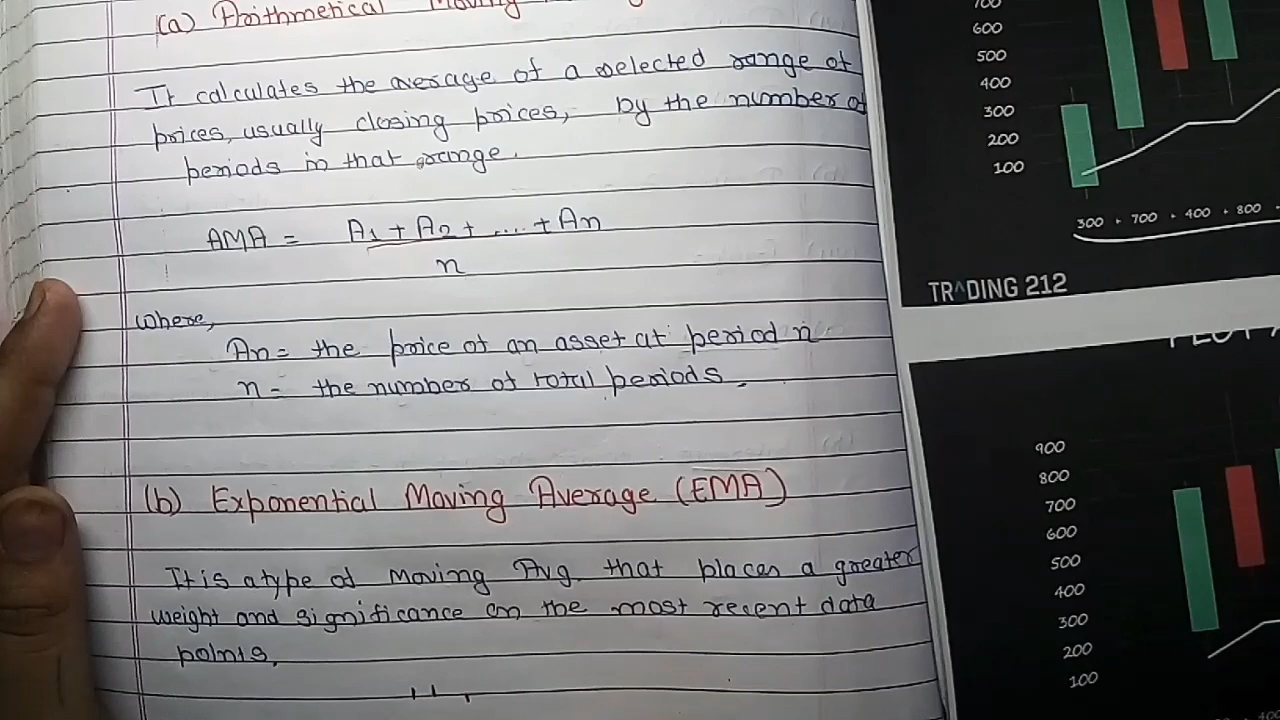 (a) Arithmetical Moving
It calculates the average of a selected range of
prices, usually closing prices, by the number of
periods in that range.
AMA = A1 + A2 + .... + An
n
where,
An = the price of an asset at period n
n = the number of total periods.
(b) Exponential Moving Average (EMA)
It is a type of Moving Avg. that places a greater
weight and significance on the most recent data
points.
700
600
500
400
300
200
100
300 + 700 + 400 + 800
TRADING 212
900
800
700
600
500
400
300
200
100